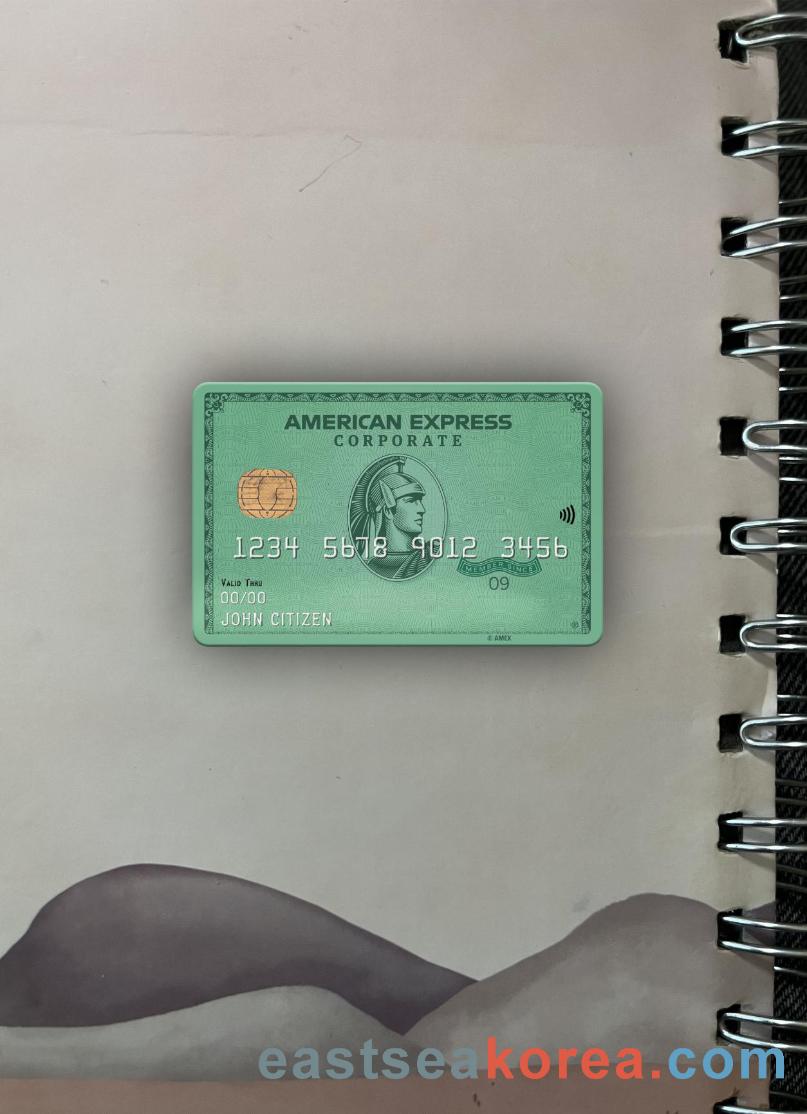 AMERICAN EXPRESS
CORPORATE
1234 5678 9012 3456
MEMBER SINCE
09
VALID THRU
00/00
JOHN CITIZEN
© AMEX
eastseakorea.com